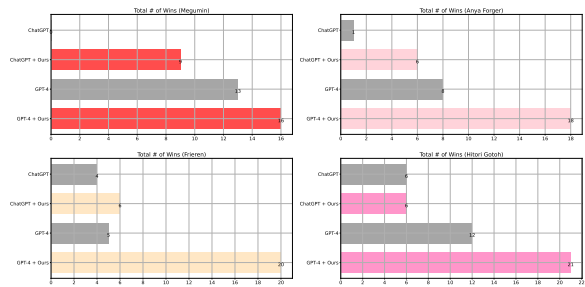 Total # of Wins (Megumin)
ChatGPT
ChatGPT + Ours
9
GPT-4
13
GPT-4 + Ours
16
0 2 4 6 8 10 12 14 16
Total # of Wins (Anya Forger)
ChatGPT
1
ChatGPT + Ours
6
GPT-4
8
GPT-4 + Ours
18
0 2 4 6 8 10 12 14 16 18
Total # of Wins (Frieren)
ChatGPT
4
ChatGPT + Ours
6
GPT-4
5
GPT-4 + Ours
20
0 2 4 6 8 10 12 14 16 18 20
Total # of Wins (Hitori Gotoh)
ChatGPT
6
ChatGPT + Ours
6
GPT-4
12
GPT-4 + Ours
21
0 2 4 6 8 10 12 14 16 18 20 22